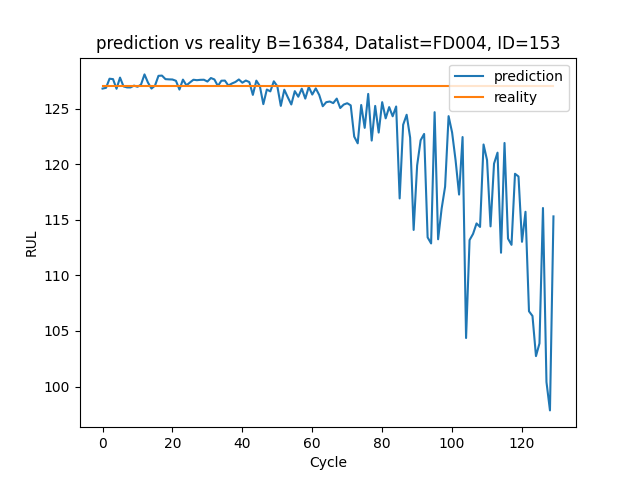 prediction vs reality B=16384, Datalist=FD004, ID=153
prediction
reality
RUL
125
120
115
110
105
100
0 20 40 60 80 100 120
Cycle